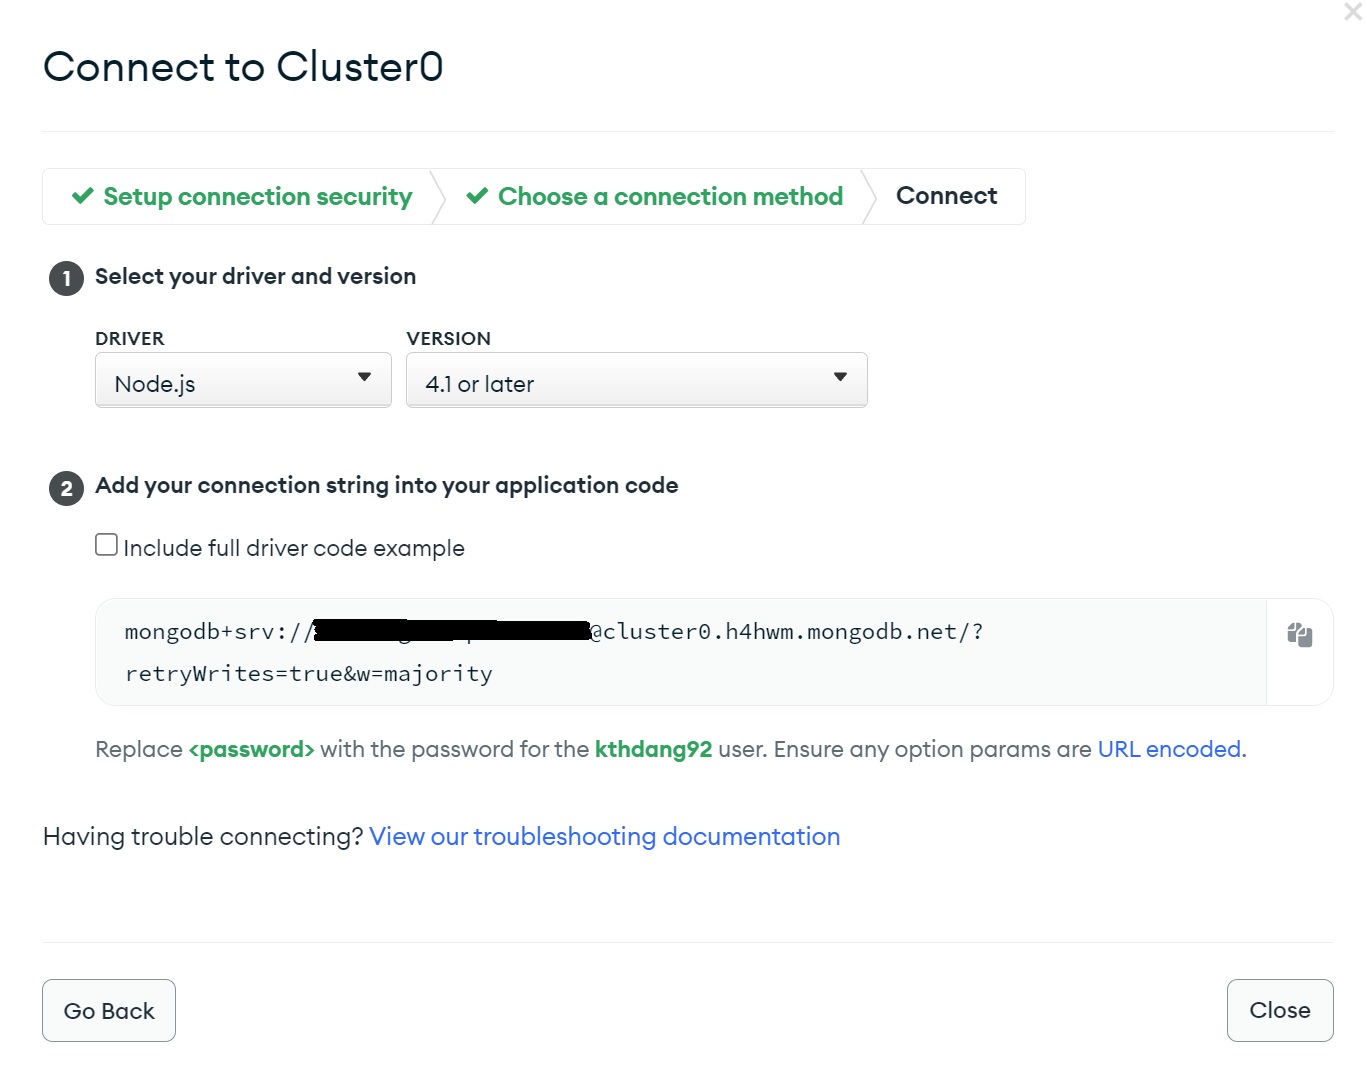 Connect to Cluster0
Setup connection security
Choose a connection method
Connect
1 Select your driver and version
DRIVER VERSION
Node.js 4.1 or later
2 Add your connection string into your application code
Include full driver code example
mongodb+srv://@cluster0.h4hwm.mongodb.net/?
retryWrites=true&w=majority
Replace <password> with the password for the kthdang92 user. Ensure any option params are URL encoded.
Having trouble connecting? View our troubleshooting documentation
Go Back Close